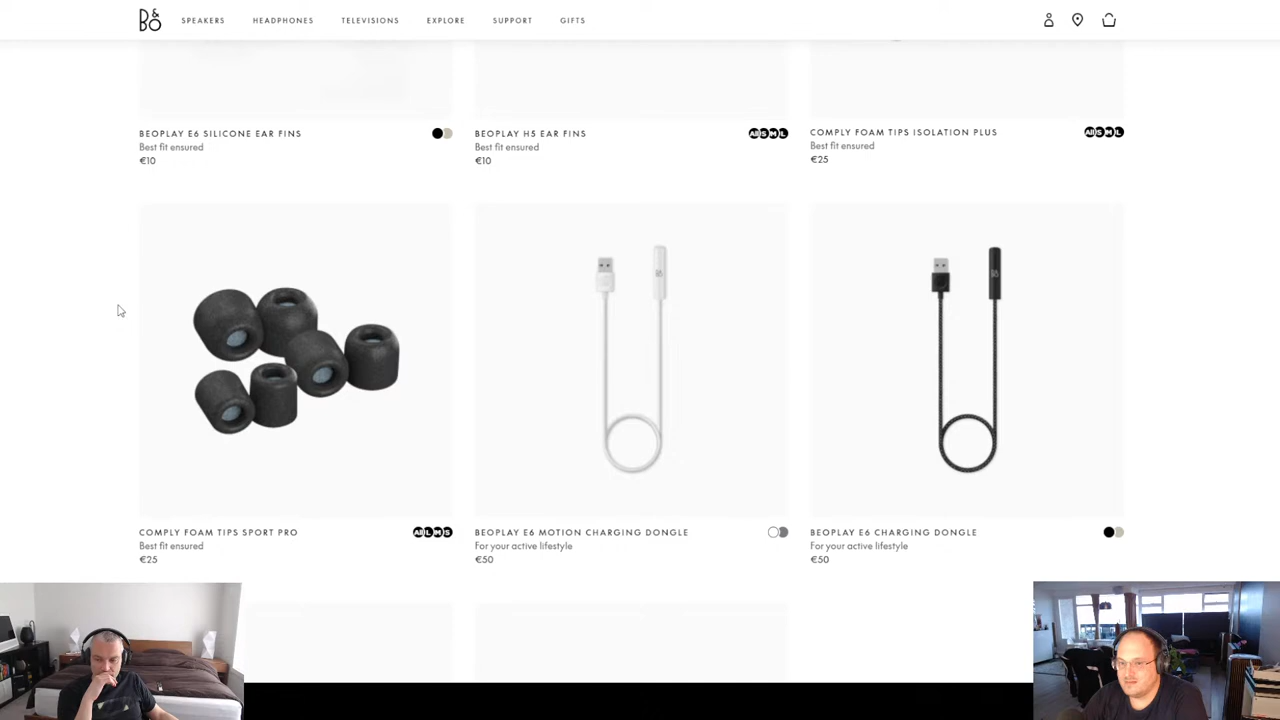 B&O
SPEAKERS HEADPHONES TELEVISIONS EXPLORE SUPPORT GIFTS
BEOPLAY E6 SILICONE EAR FINS
Best fit ensured
€10
BEOPLAY H5 EAR FINS
All S M L
Best fit ensured
€10
COMPLY FOAM TIPS ISOLATION PLUS
All S M L
Best fit ensured
€25
COMPLY FOAM TIPS SPORT PRO
All L M S
Best fit ensured
€25
BEOPLAY E6 MOTION CHARGING DONGLE
For your active lifestyle
€50
BEOPLAY E6 CHARGING DONGLE
For your active lifestyle
€50